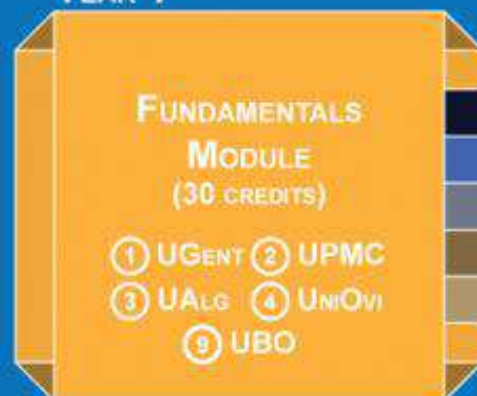 FUNDAMENTALS
MODULE
(30 CREDITS)
① UGENT ② UPMC
③ UALG ④ UNIOVI
⑨ UBO